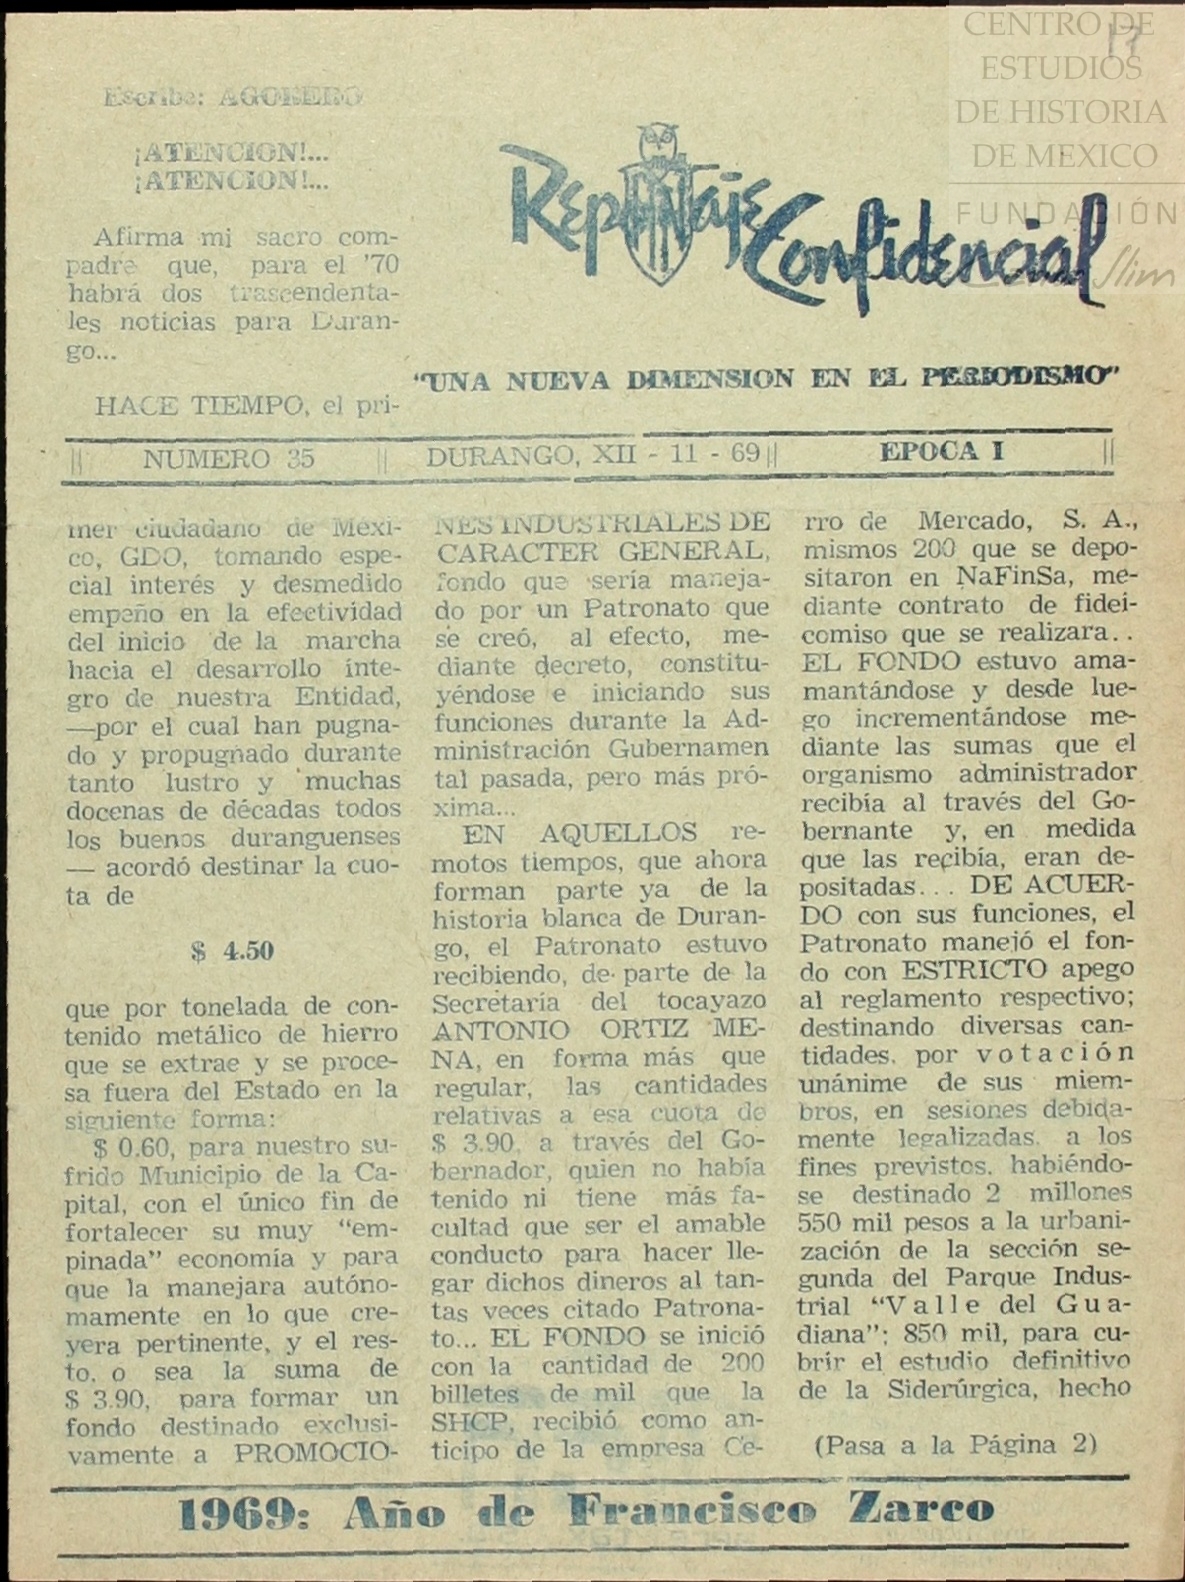 CENTRO DE
ESTUDIOS
DE HISTORIA
DE MEXICO
FUNDACIÓN
Carlos Slim
17
Escribe: AGORERO
¡ATENCION!...
¡ATENCION!...
Afirma mi sacro com-
padre que, para el '70
habrá dos trascendenta-
les noticias para Duran-
go...
HACE TIEMPO, el pri-
Reportaje
Confidencial
"UNA NUEVA DIMENSION EN EL PERIODISMO"
NUMERO 35 DURANGO, XII - 11 - 69 EPOCA I
mer ciudadano de Méxi-
co, GDO, tomando espe-
cial interés y desmedido
empeño en la efectividad
del inicio de la marcha
hacia el desarrollo ínte-
gro de nuestra Entidad,
—por el cual han pugna-
do y propugnado durante
tanto lustro y muchas
docenas de décadas todos
los buenos duranguenses
— acordó destinar la cuo-
ta de
$ 4.50
que por tonelada de con-
tenido metálico de hierro
que se extrae y se proce-
sa fuera del Estado en la
siguiente forma:
$ 0.60, para nuestro su-
frido Municipio de la Ca-
pital, con el único fin de
fortalecer su muy "em-
pinada" economía y para
que la manejara autóno-
mamente en lo que cre-
yera pertinente, y el res-
to, o sea la suma de
$ 3.90, para formar un
fondo destinado exclusi-
vamente a PROMOCIO-
NES INDUSTRIALES DE
CARACTER GENERAL,
fondo que sería maneja-
do por un Patronato que
se creó, al efecto, me-
diante decreto, constitu-
yéndose e iniciando sus
funciones durante la Ad-
ministración Gubernamen
tal pasada, pero más pró-
xima...
EN AQUELLOS re-
motos tiempos, que ahora
forman parte ya de la
historia blanca de Duran-
go, el Patronato estuvo
recibiendo, de parte de la
Secretaría del tocayazo
ANTONIO ORTIZ ME-
NA, en forma más que
regular, las cantidades
relativas a esa cuota de
$ 3.90, a través del Go-
bernador, quien no había
tenido ni tiene más fa-
cultad que ser el amable
conducto para hacer lle-
gar dichos dineros al tan-
tas veces citado Patrona-
to... EL FONDO se inició
con la cantidad de 200
billetes de mil que la
SHCP, recibió como an-
ticipo de la empresa Ce-
rro de Mercado, S. A.,
mismos 200 que se depo-
sitaron en NaFinSa, me-
diante contrato de fidei-
comiso que se realizara..
EL FONDO estuvo ama-
mantándose y desde lue-
go incrementándose me-
diante las sumas que el
organismo administrador
recibía al través del Go-
bernante y, en medida
que las recibía, eran de-
positadas... DE ACUER-
DO con sus funciones, el
Patronato manejó el fon-
do con ESTRICTO apego
al reglamento respectivo;
destinando diversas can-
tidades, por votación
unánime de sus miem-
bros, en sesiones debida-
mente legalizadas, a los
fines previstos, habiéndo-
se destinado 2 millones
550 mil pesos a la urbani-
zación de la sección se-
gunda del Parque Indus-
trial "Valle del Gua-
diana"; 850 mil, para cu-
brir el estudio definitivo
de la Siderúrgica, hecho
(Pasa a la Página 2)
1969: Año de Francisco Zarco